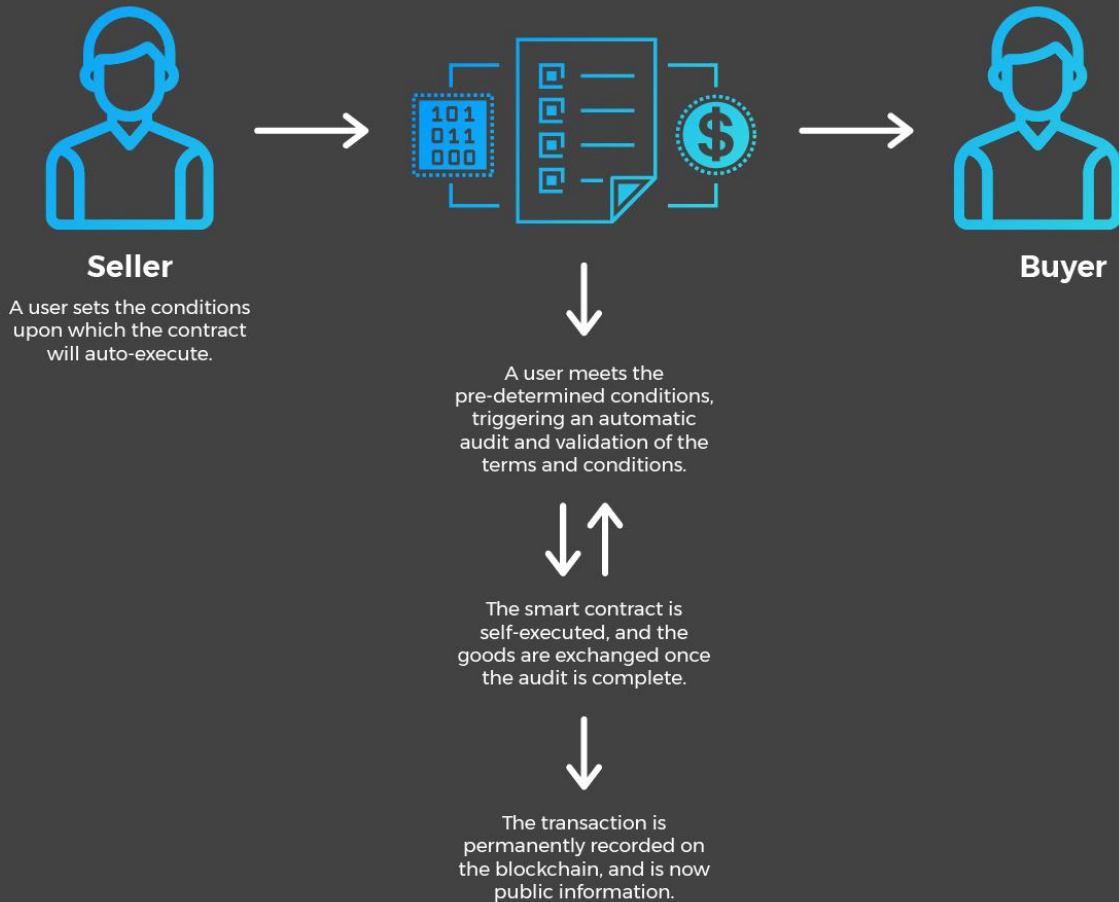 101
011
000
$
Seller
Buyer
A user sets the conditions
upon which the contract
will auto-execute.
A user meets the
pre-determined conditions,
triggering an automatic
audit and validation of the
terms and conditions.
The smart contract is
self-executed, and the
goods are exchanged once
the audit is complete.
The transaction is
permanently recorded on
the blockchain, and is now
public information.